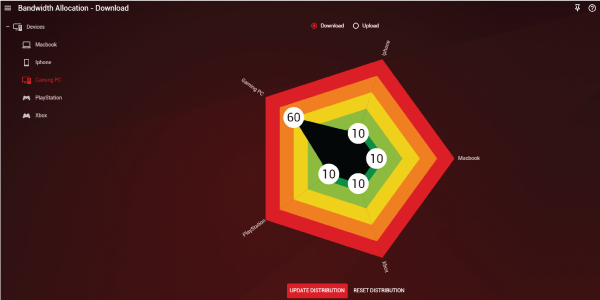 Bandwidth Allocation - Download
Devices
Macbook
Iphone
Gaming PC
PlayStation
Xbox
Download
Upload
Iphone
Gaming PC
Macbook
PlayStation
Xbox
60
10
10
10
10
UPDATE DISTRIBUTION
RESET DISTRIBUTION